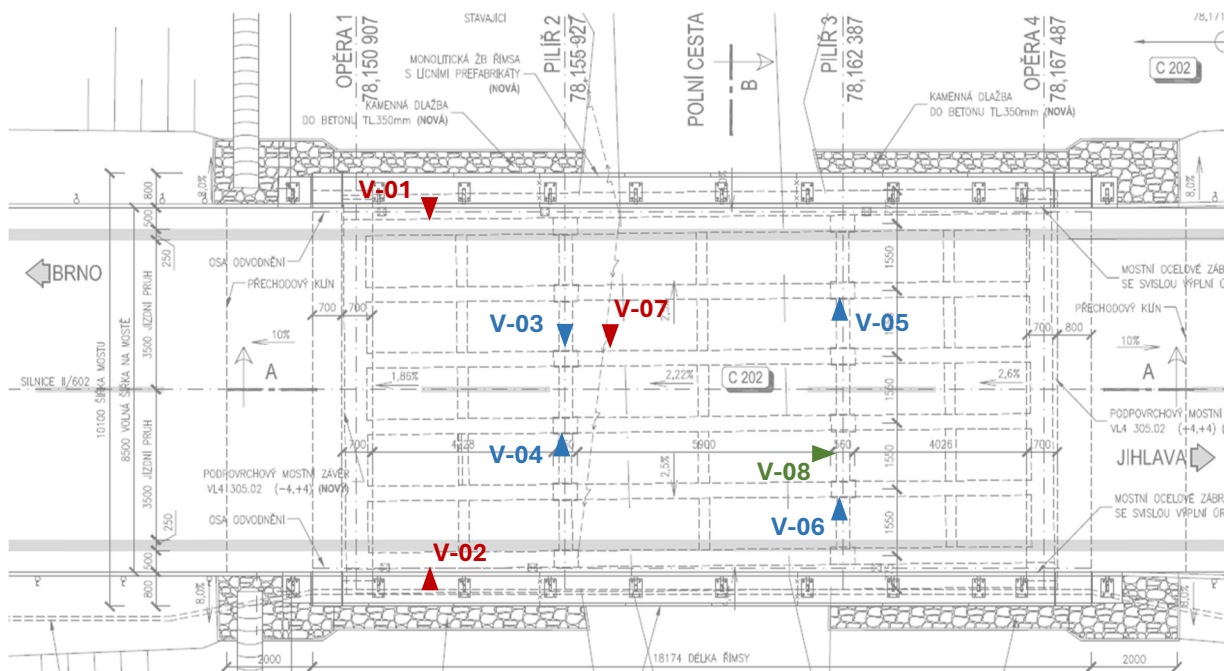 STÁVAJÍCÍ
OPĚRA 1
78,150 907
PILÍŘ 2
78,155 927
POLNÍ CESTA
B
PILÍŘ 3
78,162 387
OPĚRA 4
78,167 487
78,171
C 202
MONOLITICKÁ ŽB ŘÍMSA
S LÍCNÍMI PREFABRIKÁTY
(NOVÁ)
KAMENNÁ DLAŽBA
DO BETONU TL.350mm (NOVÁ)
KAMENNÁ DLAŽBA
DO BETONU TL.350mm (NOVÁ)
8,0%
8,0%
800
500
250
V-01
OSA ODVODNĚNÍ
BRNO
PŘECHODOVÝ KLÍN
700
700
10%
A
SILNICE II/602
10100 ŠÍŘKA MOSTU
8500 VOLNÁ ŠÍŘKA NA MOSTĚ
3500 JÍZDNÍ PRUH
3500 JÍZDNÍ PRUH
V-03
V-07
V-05
1550
1550
1550
1550
1,86%
2,22%
C 202
2,6%
MOSTNÍ OCELOVÉ ZÁB
SE SVISLOU VÝPLNÍ
PŘECHODOVÝ KLÍN
700
800
10%
A
PODPOVRCHOVÝ MOSTNÍ
VL4 305.02 (-4,+4)
JIHLAVA
700
V-04
5900
V-08
4025
700
2,5%
V-06
PODPOVRCHOVÝ MOSTNÍ ZÁVĚR
VL4 305.02 (-4,+4) (NOVÝ)
OSA ODVODNĚNÍ
MOSTNÍ OCELOVÉ ZÁB
SE SVISLOU VÝPLNÍ
250
500
800
V-02
8,0%
8,0%
2000
18174 DÉLKA ŘÍMSY
2000